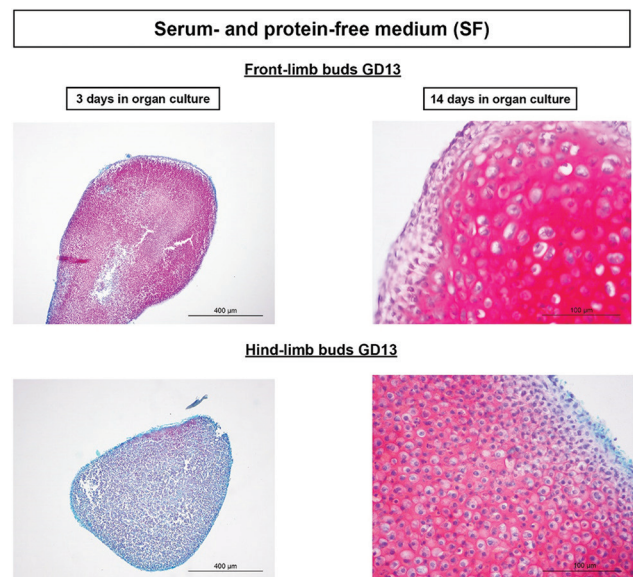 Serum- and protein-free medium (SF)
Front-limb buds GD13
3 days in organ culture
14 days in organ culture
400 µm
100 µm
Hind-limb buds GD13
400 µm
100 µm